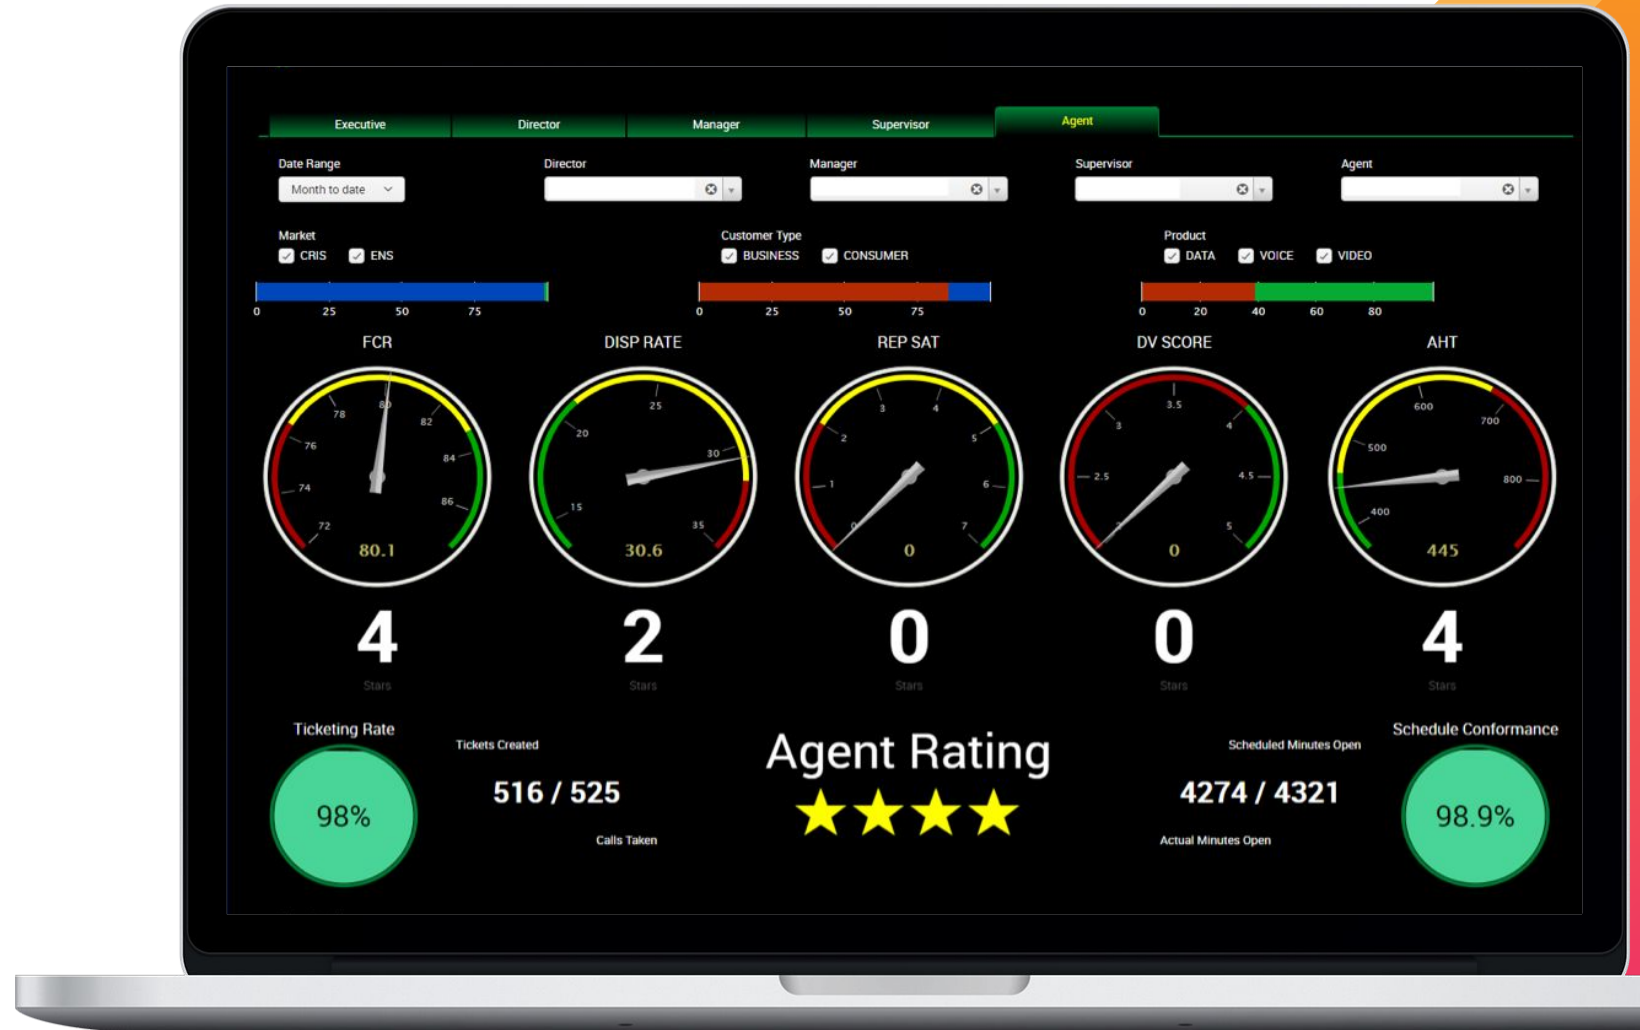 Executive Director Manager Supervisor Agent
Date Range Director Manager Supervisor Agent
Month to date
Market Customer Type Product
CRIS ENS BUSINESS CONSUMER DATA VOICE VIDEO
0 25 50 75 0 25 50 75 0 20 40 60 80
FCR DISP RATE REP SAT DV SCORE AHT
72 74 76 78 80 82 84 86
80.1
15 20 25 30 35
30.6
0 1 2 3 4 5 6 7
0
2.5 3 3.5 4 4.5 5
0
400 500 600 700 800
445
4 2 0 0 4
Stars Stars Stars Stars Stars
Ticketing Rate
98%
Tickets Created
516 / 525
Calls Taken
Agent Rating
Scheduled Minutes Open
4274 / 4321
Actual Minutes Open
Schedule Conformance
98.9%